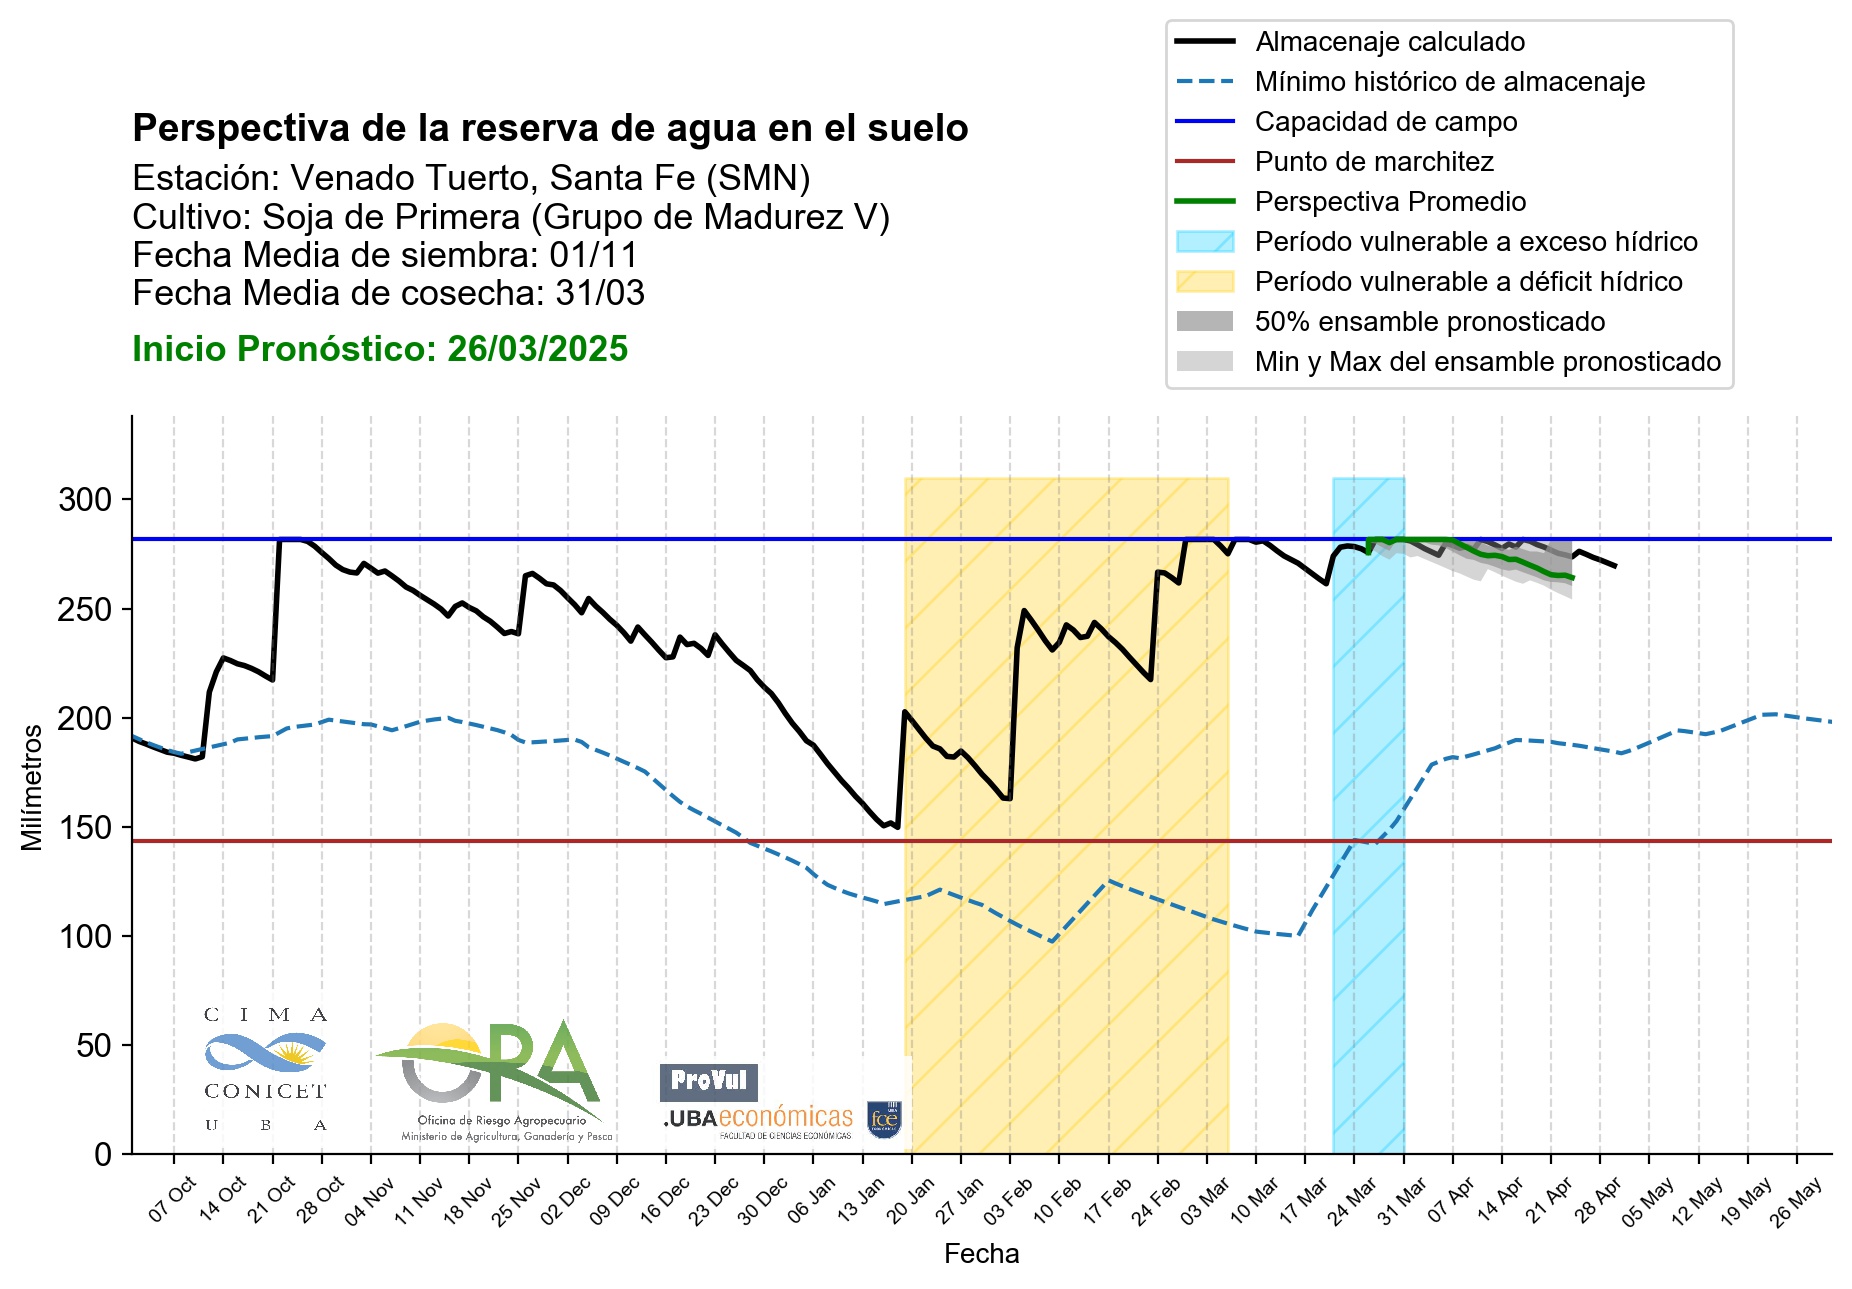 Almacenaje calculado
Mínimo histórico de almacenaje
Capacidad de campo
Punto de marchitez
Perspectiva Promedio
Período vulnerable a exceso hídrico
Período vulnerable a déficit hídrico
50% ensamble pronosticado
Min y Max del ensamble pronosticado
Perspectiva de la reserva de agua en el suelo
Estación: Venado Tuerto, Santa Fe (SMN)
Cultivo: Soja de Primera (Grupo de Madurez V)
Fecha Media de siembra: 01/11
Fecha Media de cosecha: 31/03
Inicio Pronóstico: 26/03/2025
Milímetros
300
250
200
150
100
50
0
CIMA
CONICET
UBA
ORA
Oficina de Riesgo Agropecuario
Ministerio de Agricultura, Ganadería y Pesca
ProVul
.UBAeconómicas
FACULTAD DE CIENCIAS ECONÓMICAS
fce
07 Oct
14 Oct
21 Oct
28 Oct
04 Nov
11 Nov
18 Nov
25 Nov
02 Dec
09 Dec
16 Dec
23 Dec
30 Dec
06 Jan
13 Jan
20 Jan
27 Jan
03 Feb
10 Feb
17 Feb
24 Feb
03 Mar
10 Mar
17 Mar
24 Mar
31 Mar
07 Apr
14 Apr
21 Apr
28 Apr
05 May
12 May
19 May
26 May
Fecha